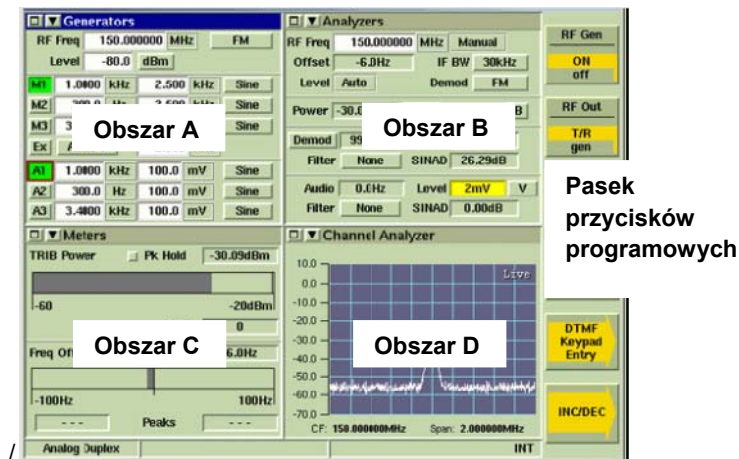 Generators
RF Freq 150.000000 MHz FM
Level -80.0 dBm
M1 1.0000 kHz 2.500 kHz Sine
M2 Hz kHz Sine
M3 Sine
Ex
Obszar A
A1 1.0000 kHz 100.0 mV Sine
A2 300.0 Hz 100.0 mV Sine
A3 3.4000 kHz 100.0 mV Sine
Analyzers
RF Freq 150.000000 MHz Manual
Offset -6.0Hz IF BW 30kHz
Level Auto Demod FM
Power
Obszar B
Demod
Filter None SINAD 26.29dB
Audio 0.0Hz Level 2mV V
Filter None SINAD 0.00dB
RF Gen
ON
off
RF Out
T/R
gen
Pasek
przycisków
programowych
DTMF
Keypad
Entry
INC/DEC
Meters
TRIB Power Pk Hold -30.09dBm
-60 -20dBm
0
Obszar C
Freq 6.0Hz
-100Hz 100Hz
--- Peaks ---
Channel Analyzer
Live
10.0
0.0
-10.0
-20.0
-30.0
-40.0
-50.0
-60.0
-70.0
Obszar D
CF: 150.000000MHz Span: 2.000000MHz
/ Analog Duplex INT